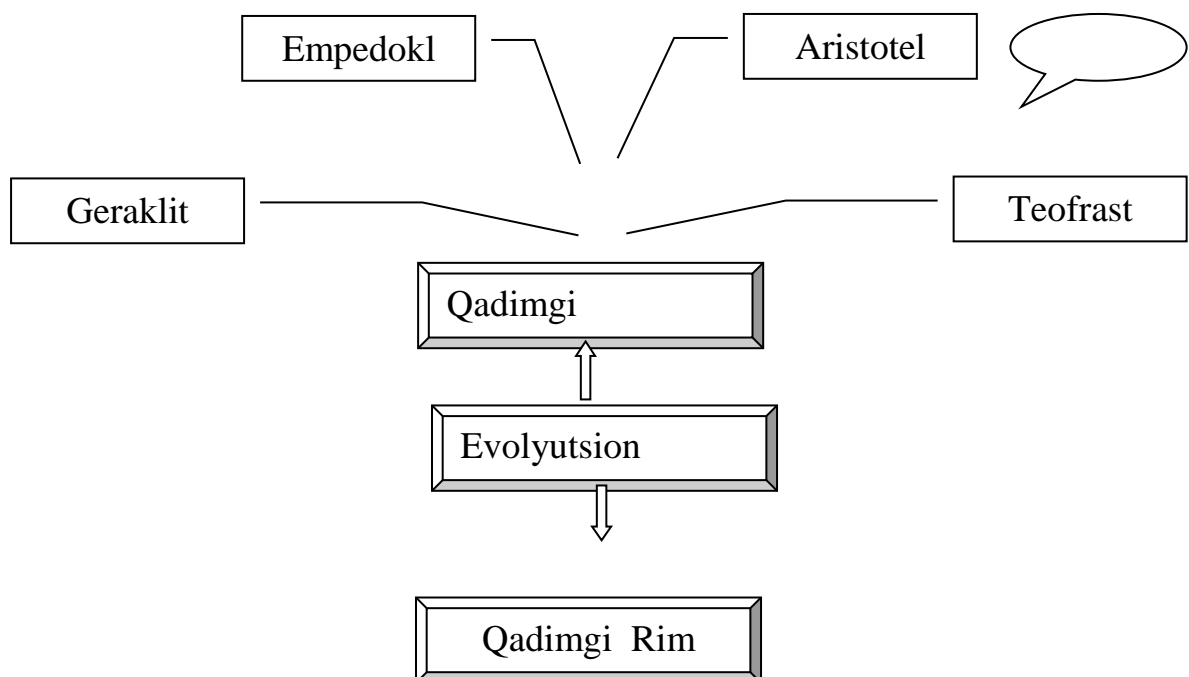 Empedokl
Aristotel
Geraklit
Teofrast
Qadimgi
Evolyutsion
Qadimgi Rim